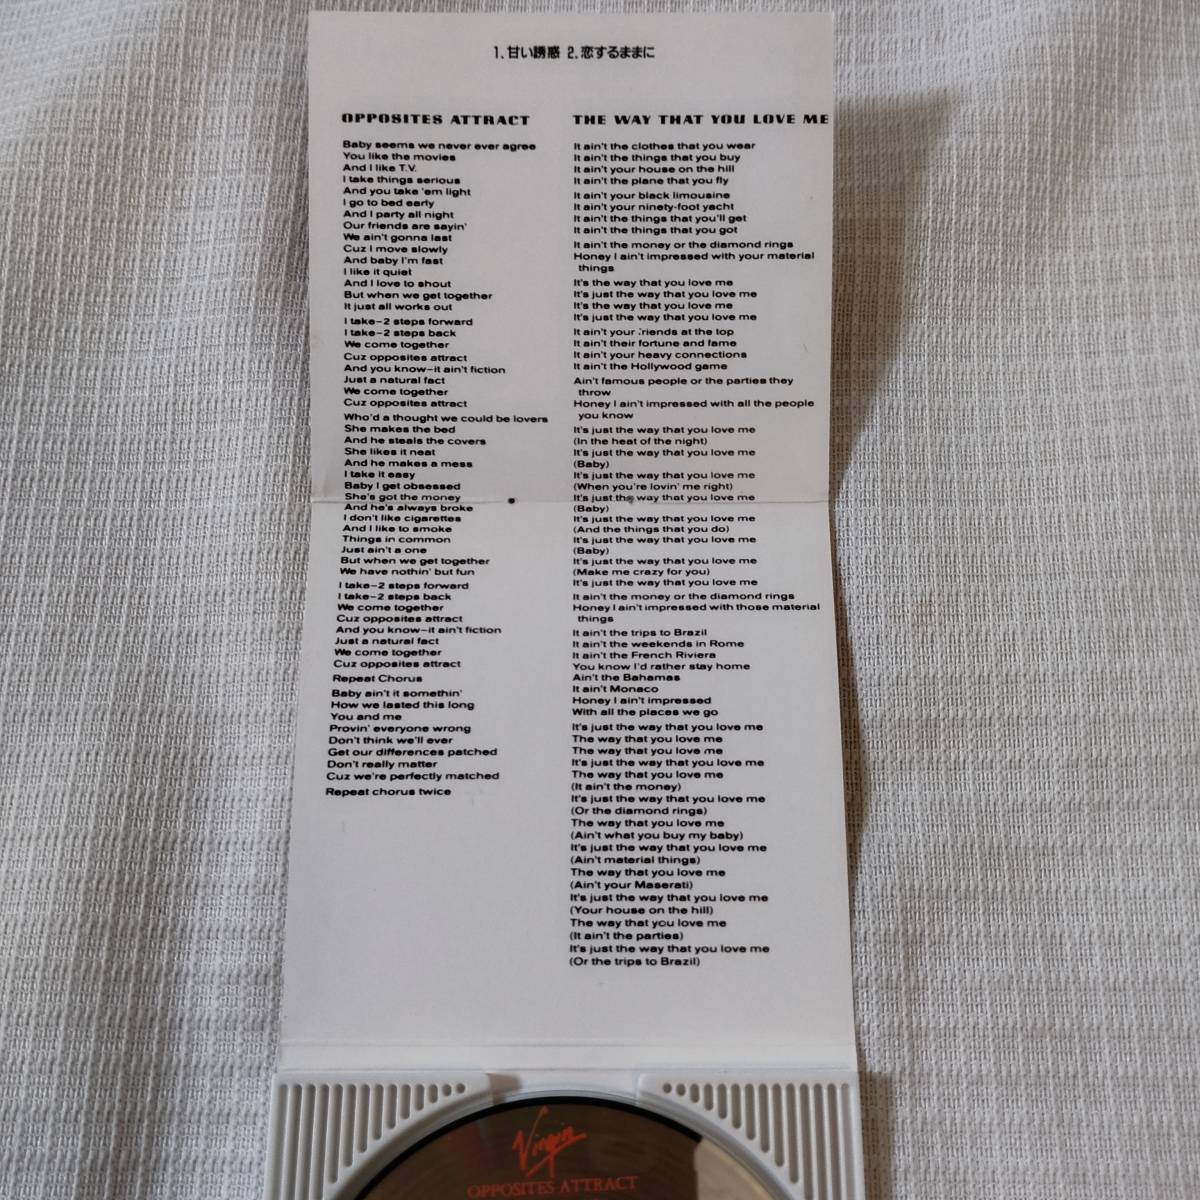 1.甘い誘惑 2.恋するままに
OPPOSITES ATTRACT
Baby seems we never ever agree
You like the movies
And I like T.V.
I take things serious
And you take 'em light
I go to bed early
And I party all night
Our friends are sayin'
We ain't gonna last
Cuz I move slowly
And baby I'm fast
I like it quiet
And I love to shout
But when we get together
It just all works out
I take–2 steps forward
I take–2 steps back
We come together
Cuz opposites attract
And you know–it ain't fiction
Just a natural fact
We come together
Cuz opposites attract
Who'd a thought we could be lovers
She makes the bed
And he steals the covers
She likes it neat
And he makes a mess
I take it easy
Baby I get obsessed
She's got the money
And he's always broke
I don't like cigarettes
And I like to smoke
Things in common
Just ain't a one
But when we get together
We have nothin' but fun
I take–2 steps forward
I take–2 steps back
We come together
Cuz opposites attract
And you know–it ain't fiction
Just a natural fact
We come together
Cuz opposites attract
Repeat Chorus
Baby ain't it somethin'
How we lasted this long
You and me
Provin' everyone wrong
Don't think we'll ever
Get our differences patched
Don't really matter
Cuz we're perfectly matched
Repeat chorus twice
THE WAY THAT YOU LOVE ME
It ain't the clothes that you wear
It ain't the things that you buy
It ain't your house on the hill
It ain't the plane that you fly
It ain't your black limousine
It ain't your ninety-foot yacht
It ain't the things that you'll get
It ain't the things that you got
It ain't the money or the diamond rings
Honey I ain't impressed with your material
things
It's the way that you love me
It's just the way that you love me
It's the way that you love me
It's just the way that you love me
It ain't your friends at the top
It ain't their fortune and fame
It ain't your heavy connections
It ain't the Hollywood game
Ain't famous people or the parties they
throw
Honey I ain't impressed with all the people
you know
It's just the way that you love me
(In the heat of the night)
It's just the way that you love me
(Baby)
It's just the way that you love me
(When you're lovin' me right)
It's just the way that you love me
(Baby)
It's just the way that you love me
(And the things that you do)
It's just the way that you love me
(Baby)
It's just the way that you love me
(Make me crazy for you)
It's just the way that you love me
It ain't the money or the diamond rings
Honey I ain't impressed with those material
things
It ain't the trips to Brazil
It ain't the weekends in Rome
It ain't the French Riviera
You know I'd rather stay home
Ain't the Bahamas
It ain't Monaco
Honey I ain't impressed
With all the places we go
It's just the way that you love me
The way that you love me
The way that you love me
It's just the way that you love me
The way that you love me
(It ain't the money)
It's just the way that you love me
(Or the diamond rings)
The way that you love me
(Ain't what you buy my baby)
It's just the way that you love me
(Ain't material things)
The way that you love me
(Ain't your Maserati)
It's just the way that you love me
(Your house on the hill)
The way that you love me
(It ain't the parties)
It's just the way that you love me
(Or the trips to Brazil)
Virgin
OPPOSITES ATTRACT